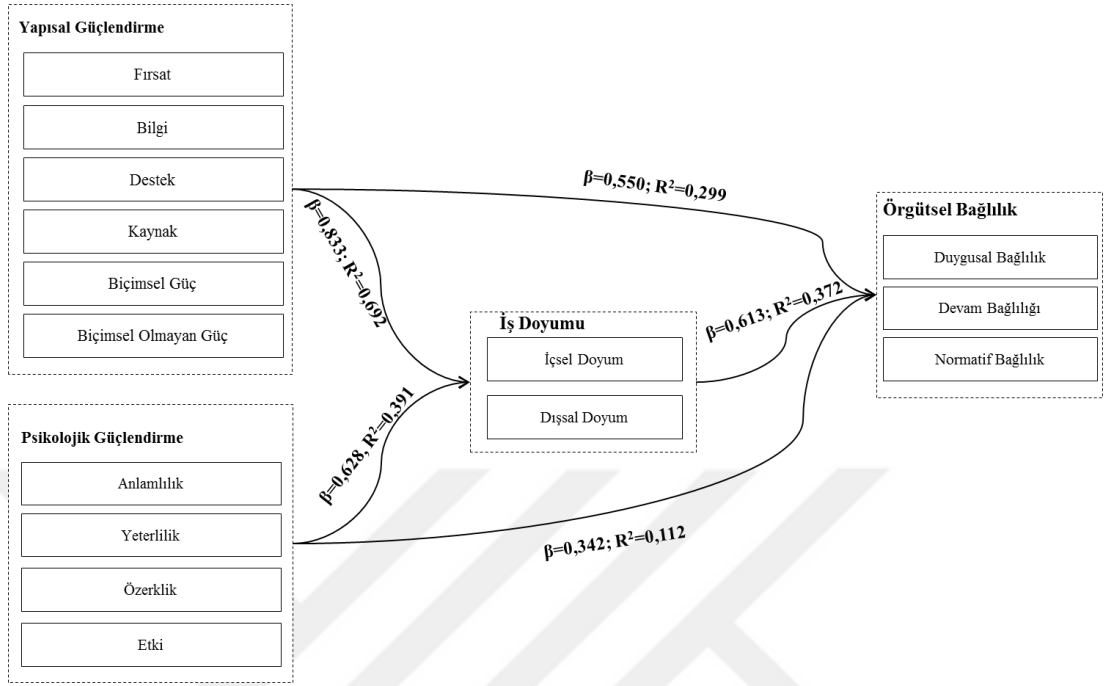 Yapısal Güçlendirme
Fırsat
Bilgi
Destek
Kaynak
Biçimsel Güç
Biçimsel Olmayan Güç
Psikolojik Güçlendirme
Anlamlılık
Yeterlilik
Özerklik
Etki
β=0,833; R²=0,692
β=0,628, R²=0,391
İş Doyumu
İçsel Doyum
Dışsal Doyum
β=0,550; R²=0,299
β=0,613; R²=0,372
β=0,342; R²=0,112
Örgütsel Bağlılık
Duygusal Bağlılık
Devam Bağlılığı
Normatif Bağlılık